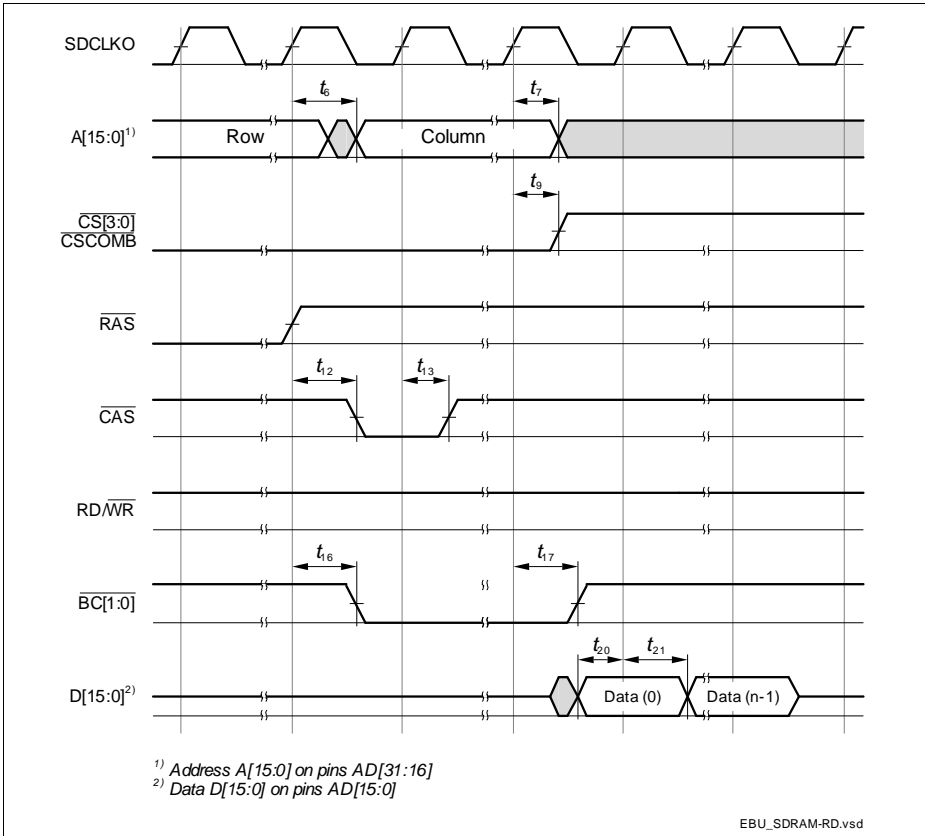 SDCLKO
t6
t7
A[15:0]1)
Row
Column
t9
CS[3:0]
CSCOMB
RAS
t12
t13
CAS
RD/WR
t16
t17
BC[1:0]
t20
t21
D[15:0]2)
Data (0)
Data (n-1)
1) Address A[15:0] on pins AD[31:16]
2) Data D[15:0] on pins AD[15:0]
EBU_SDRAM-RD.vsd